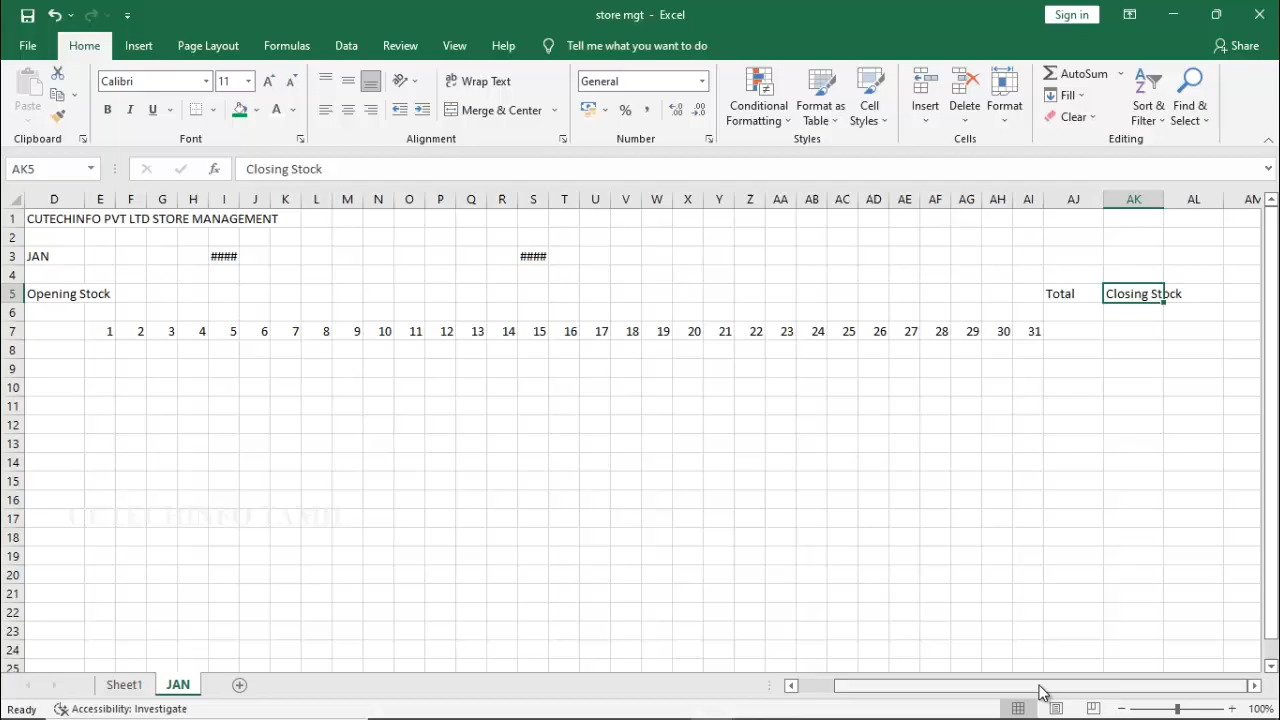 store mgt - Excel
Sign in
File Home Insert Page Layout Formulas Data Review View Help Tell me what you want to do Share
Paste
Calibri 11
Wrap Text
General
Conditional Formatting
Format as Table
Cell Styles
Insert Delete Format
AutoSum
Fill
Clear
Sort & Filter
Find & Select
B I U A
Merge & Center
% ,
Clipboard Font Alignment Number Styles Cells Editing
AK5 fx Closing Stock
D E F G H I J K L M N O P Q R S T U V W X Y Z AA AB AC AD AE AF AG AH AI AJ AK AL AM
1 CUTECHINFO PVT LTD STORE MANAGEMENT
2
3 JAN #### ####
4
5 Opening Stock Total Closing Stock
6
7 1 2 3 4 5 6 7 8 9 10 11 12 13 14 15 16 17 18 19 20 21 22 23 24 25 26 27 28 29 30 31
8
9
10
11
12
13
14
15
16
17 CUTECHINFO TAMIL
18
19
20
21
22
23
24
25
Sheet1 JAN
Ready Accessibility: Investigate 100%